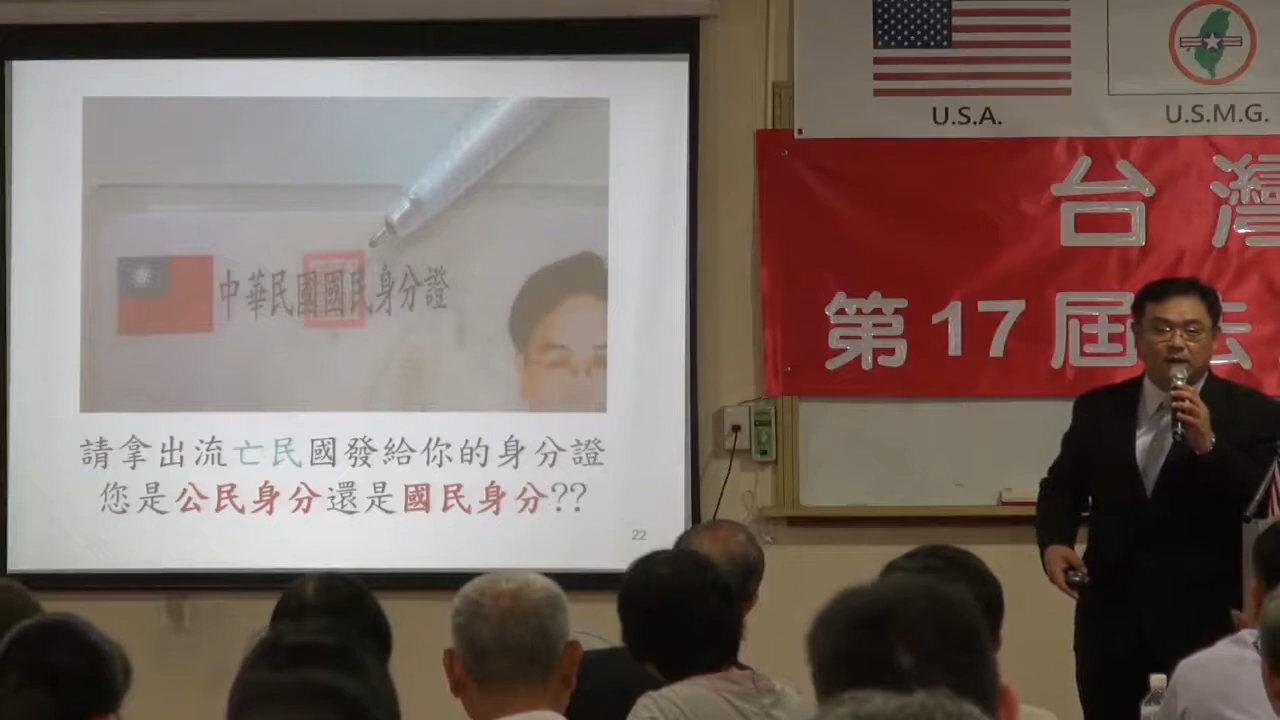 中華民國國民身分證
請拿出流亡民國發給你的身分證
您是公民身分還是國民身分??
22
U.S.A.
U.S.M.G.
台灣
第17屆法